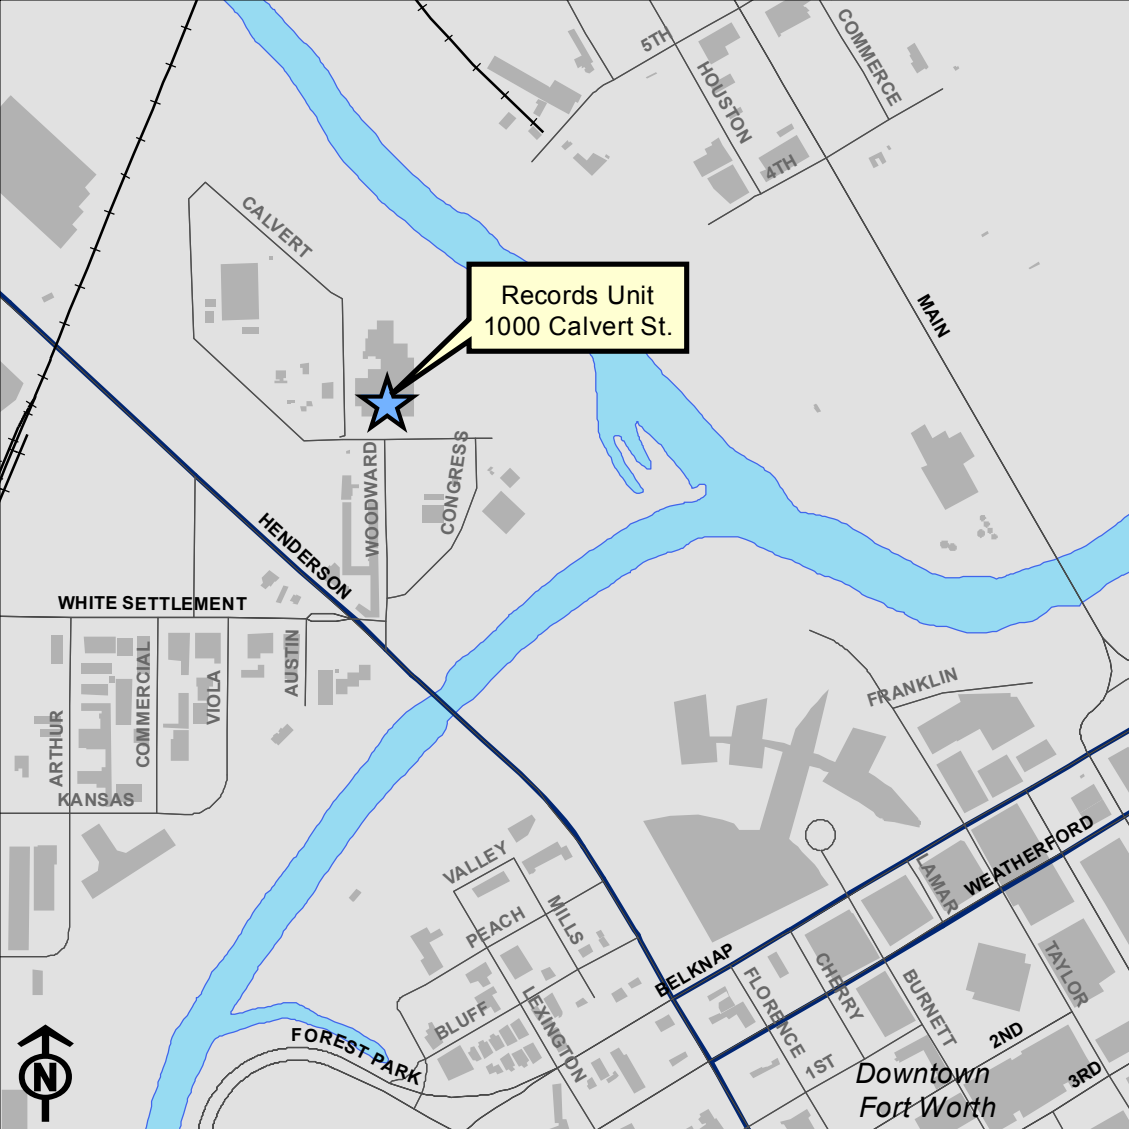 5TH
COMMERCE
HOUSTON
4TH
CALVERT
Records Unit
1000 Calvert St.
MAIN
WOODWARD
CONGRESS
HENDERSON
WHITE SETTLEMENT
AUSTIN
COMMERCIAL
VIOLA
ARTHUR
KANSAS
FRANKLIN
VALLEY
MILLS
PEACH
WEATHERFORD
LAMAR
BELKNAP
FLORENCE
CHERRY
BURNETT
TAYLOR
BLUFF
LEXINGTON
FOREST PARK
2ND
1ST
3RD
N
Downtown
Fort Worth